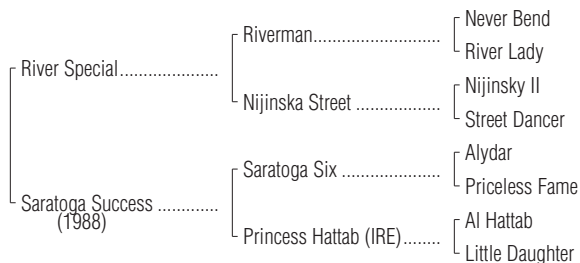 Never Bend
Riverman............................
River Lady
River Special......................
Nijinsky II
Nijinska Street ...................
Street Dancer
Alydar
Saratoga Six ......................
Priceless Fame
Saratoga Success .............
(1988)
Al Hattab
Princess Hattab (IRE)........
Little Daughter